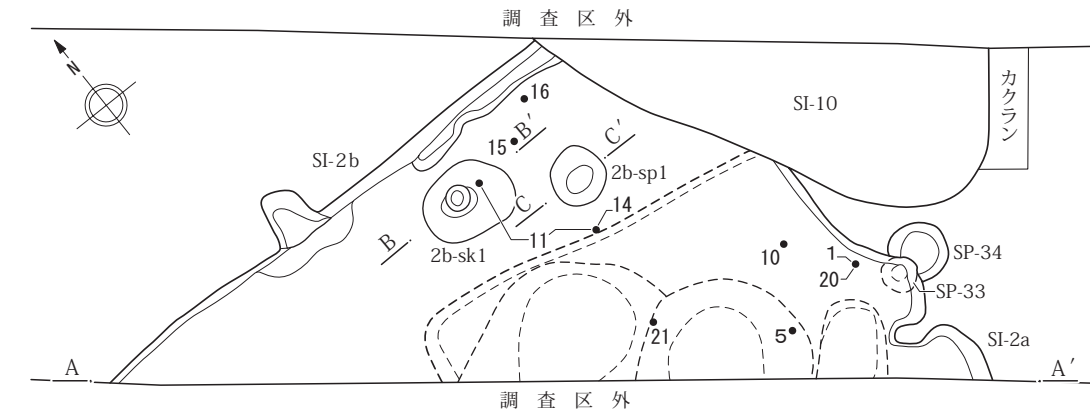 調 査 区 外
N
カクラン
SI-10
16
B′
C′
15
SI-2b
2b-sp1
C
14
B
11
2b-sk1
10
1
20
SP-34
SP-33
21
5
SI-2a
A
A′
調 査 区 外